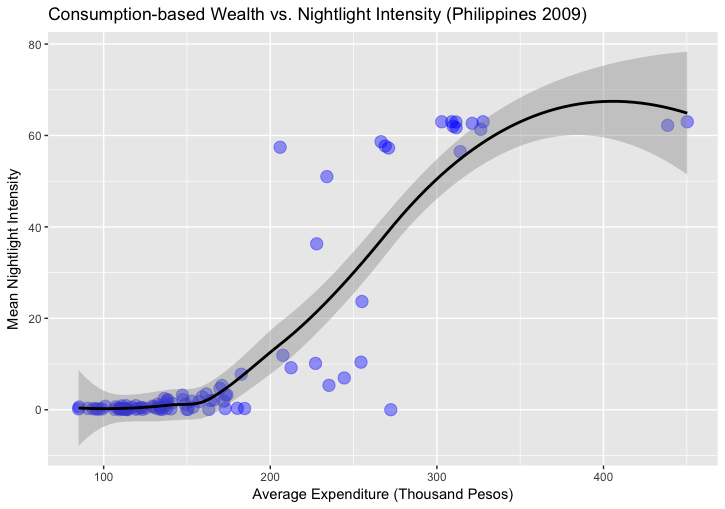 Consumption-based Wealth vs. Nightlight Intensity (Philippines 2009)
80
60
40
20
0
Mean Nightlight Intensity
100 200 300 400
Average Expenditure (Thousand Pesos)